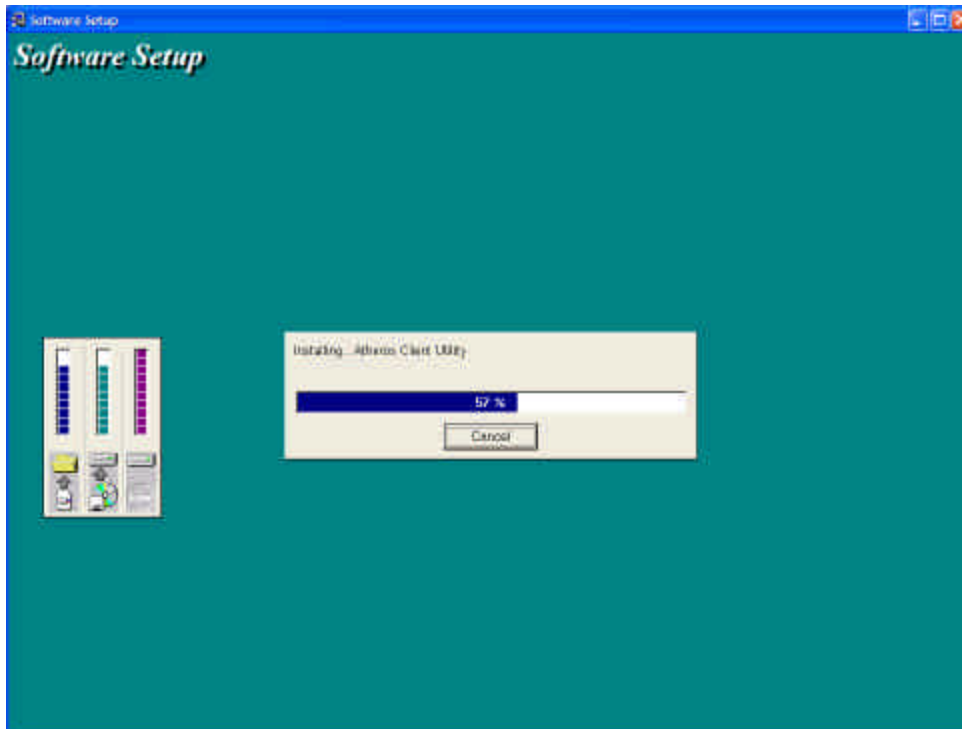 Software Setup
Software Setup
Installing... Atheros Client Utility
57 %
Cancel